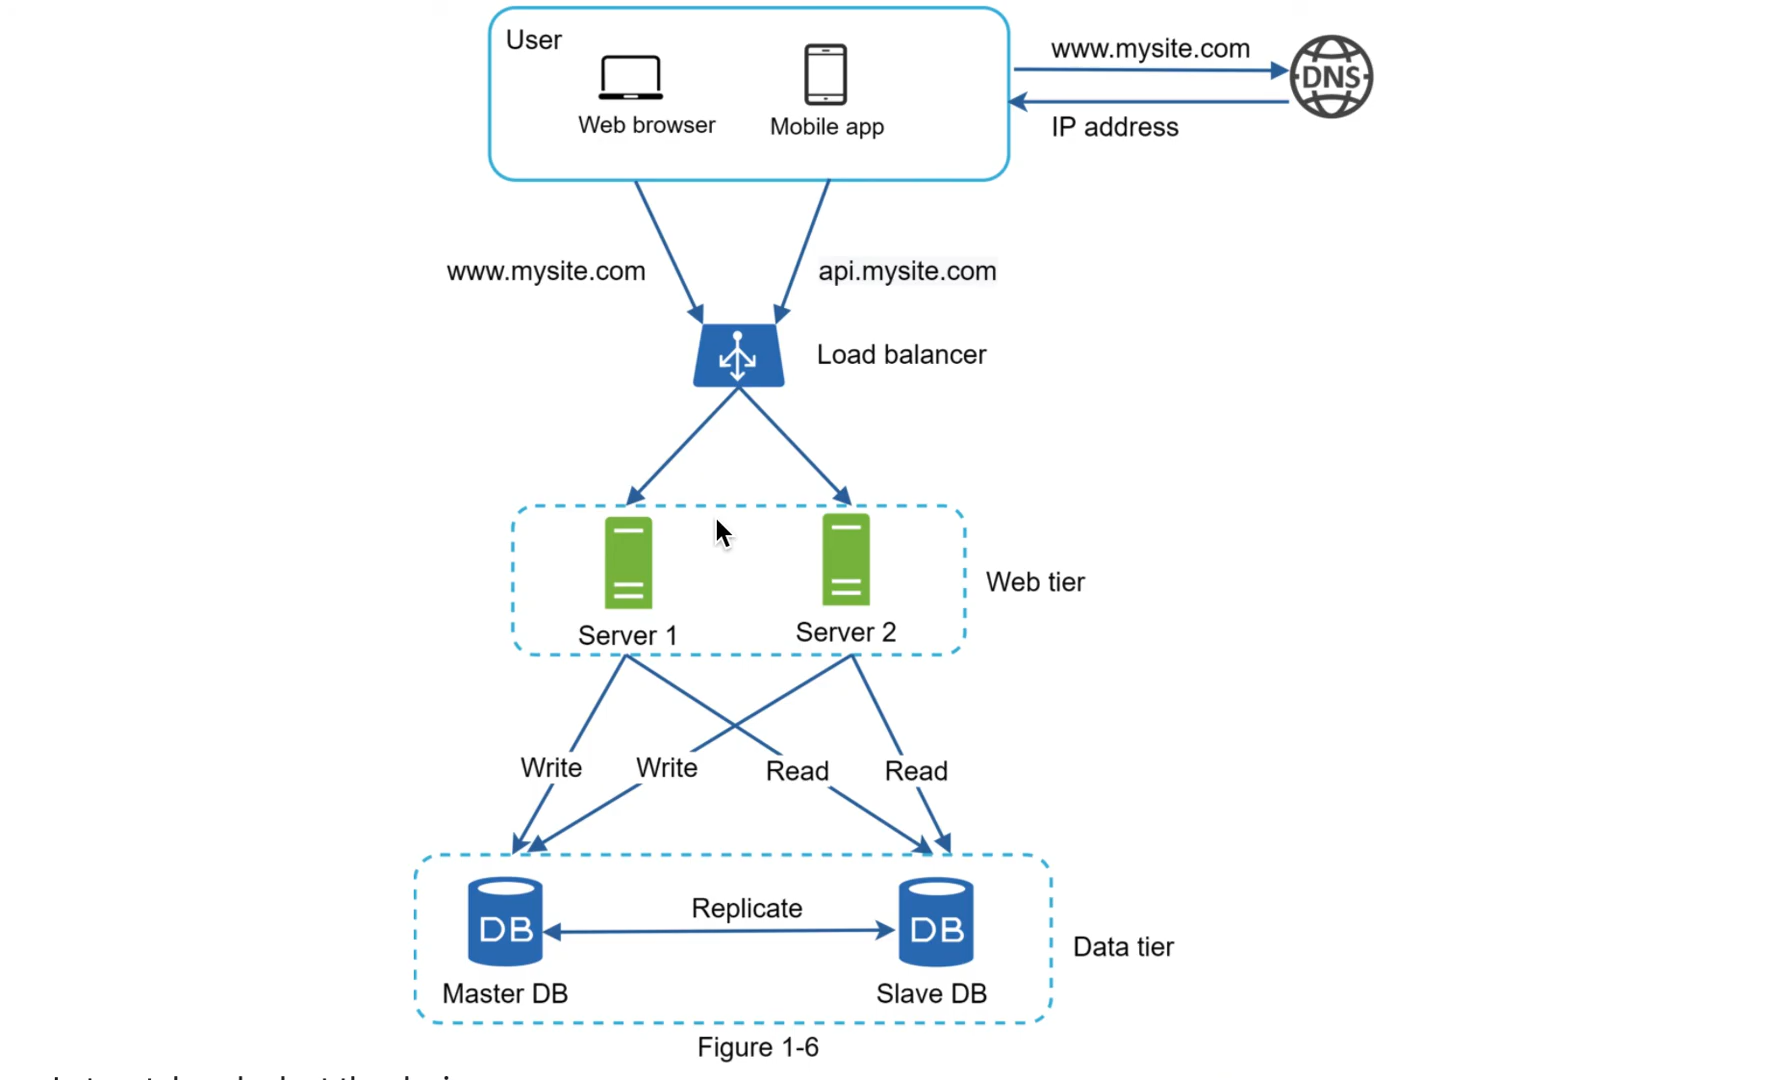 User
www.mysite.com
DNS
Web browser
Mobile app
IP address
www.mysite.com
api.mysite.com
Load balancer
Web tier
Server 1
Server 2
Write
Write
Read
Read
Replicate
DB
DB
Data tier
Master DB
Slave DB
Figure 1-6